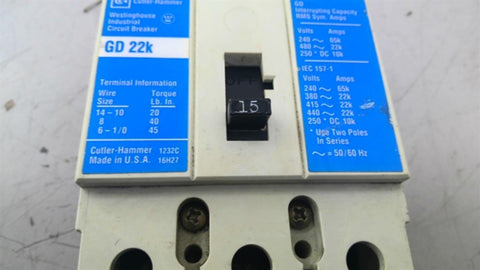 Cutler-Hammer
Westinghouse
Industrial
Circuit Breaker
GD 22k
Terminal Information
Wire Torque
Size Lb. In.
14 - 10 20
8 40
6 - 1/0 45
Cutler-Hammer 1232C
Made in U.S.A. 16H27
15
GD
Interrupting Capacity
RMS Sym. Amps
Volts Amps
240 ~ 65k
480 ~ 22k
250 ⎓ DC 10k
IEC 157-1
Volts Amps
240 ~ 65k
380 ~ 22k
415 ~ 22k
440 ~ 22k
250 * DC 10k
* Use Two Poles
In Series
~ = 50/60 Hz